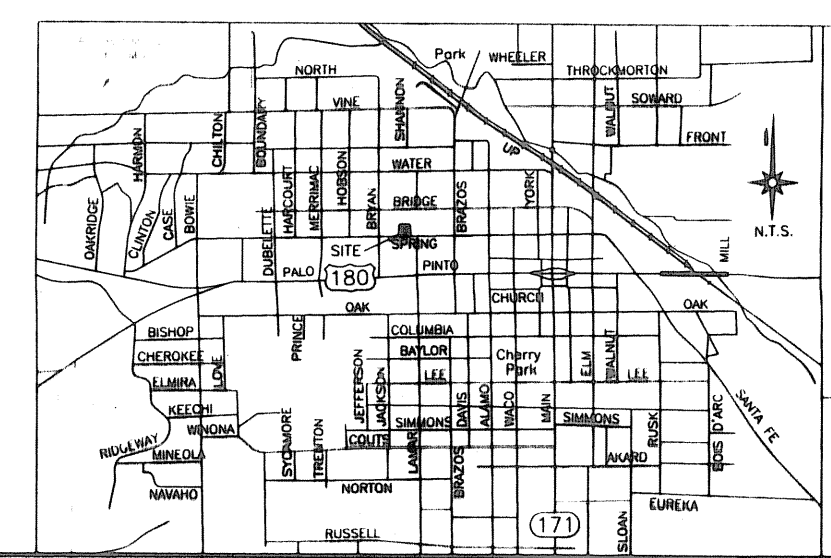 Park
WHEELER
NORTH
THROCKMORTON
VINE
SHANNON
WALNUT
SOWARD
HARMON
CHILTON
BOUNDARY
FRONT
UP
WATER
OAKRIDGE
CLINTON
CASE
BOWIE
DUBELETTE
HARCOURT
MERRIMAC
HOBSON
BRYAN
BRIDGE
BRAZOS
YORK
N.T.S.
SITE
SPRING
MILL
PALO
180
PINTO
CHURCH
OAK
OAK
BISHOP
PRINCE
COLUMBIA
CHEROKEE
LOVE
BAYLOR
Cherry
Park
ELM
WALNUT
ELMIRA
JEFFERSON
JACKSON
LEE
LEE
KEECHI
DAVIS
ALAMO
WACO
MAIN
SANTA FE
WINONA
SIMMONS
SIMMONS
RUSK
BOIS D'ARC
RIDGEWAY
SYCAMORE
TRENTON
COUTS
LAMAR
MINEOLA
AKARD
NAVAHO
NORTON
BRAZOS
EUREKA
171
SLOAN
RUSSELL